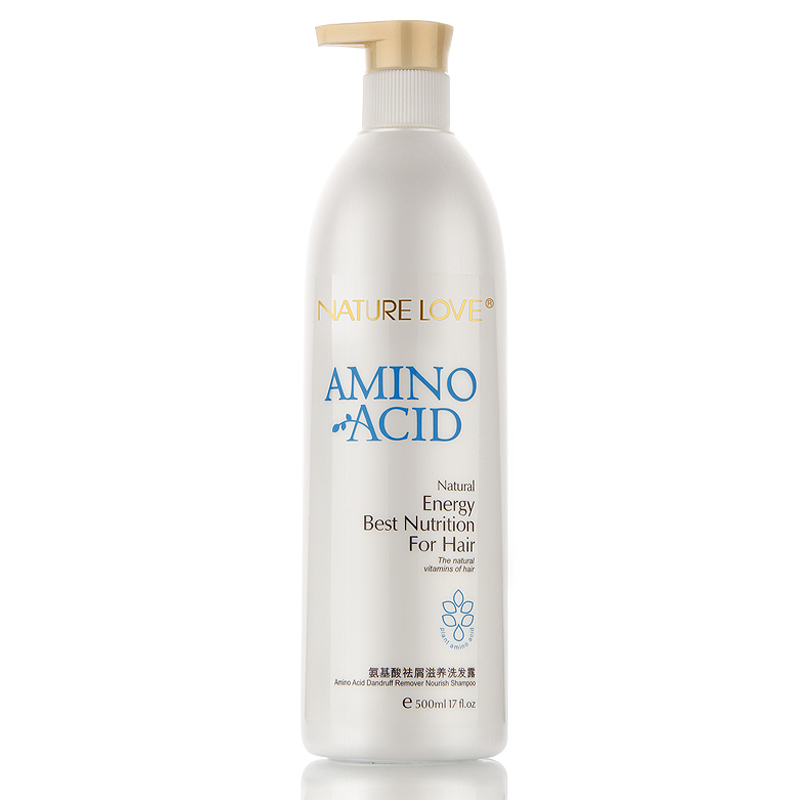 NATURE LOVE®
AMINO
ACID
Natural
Energy
Best Nutrition
For Hair
The natural
vitamins of hair
plant amino acid
氨基酸祛屑滋养洗发露
Amino Acid Dandruff Remover Nourish Shampoo
e 500ml 17 fl.oz